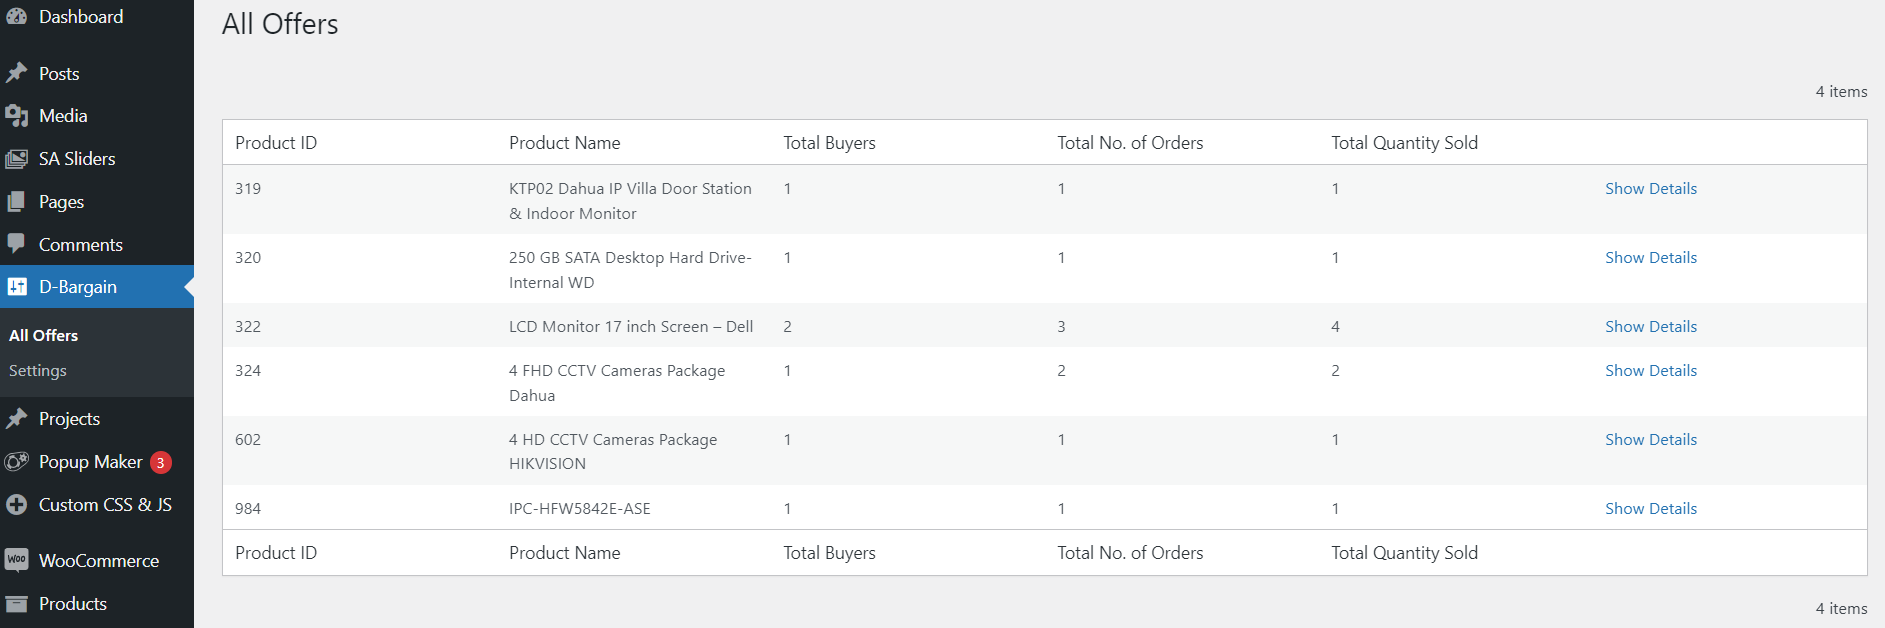 Dashboard
Posts
Media
SA Sliders
Pages
Comments
D-Bargain
All Offers
Settings
Projects
Popup Maker 3
Custom CSS & JS
Woo WooCommerce
Products
All Offers
4 items
Product ID Product Name Total Buyers Total No. of Orders Total Quantity Sold
319 KTP02 Dahua IP Villa Door Station 1 1 1 Show Details
& Indoor Monitor
320 250 GB SATA Desktop Hard Drive- 1 1 1 Show Details
Internal WD
322 LCD Monitor 17 inch Screen – Dell 2 3 4 Show Details
324 4 FHD CCTV Cameras Package 1 2 2 Show Details
Dahua
602 4 HD CCTV Cameras Package 1 1 1 Show Details
HIKVISION
984 IPC-HFW5842E-ASE 1 1 1 Show Details
Product ID Product Name Total Buyers Total No. of Orders Total Quantity Sold
4 items